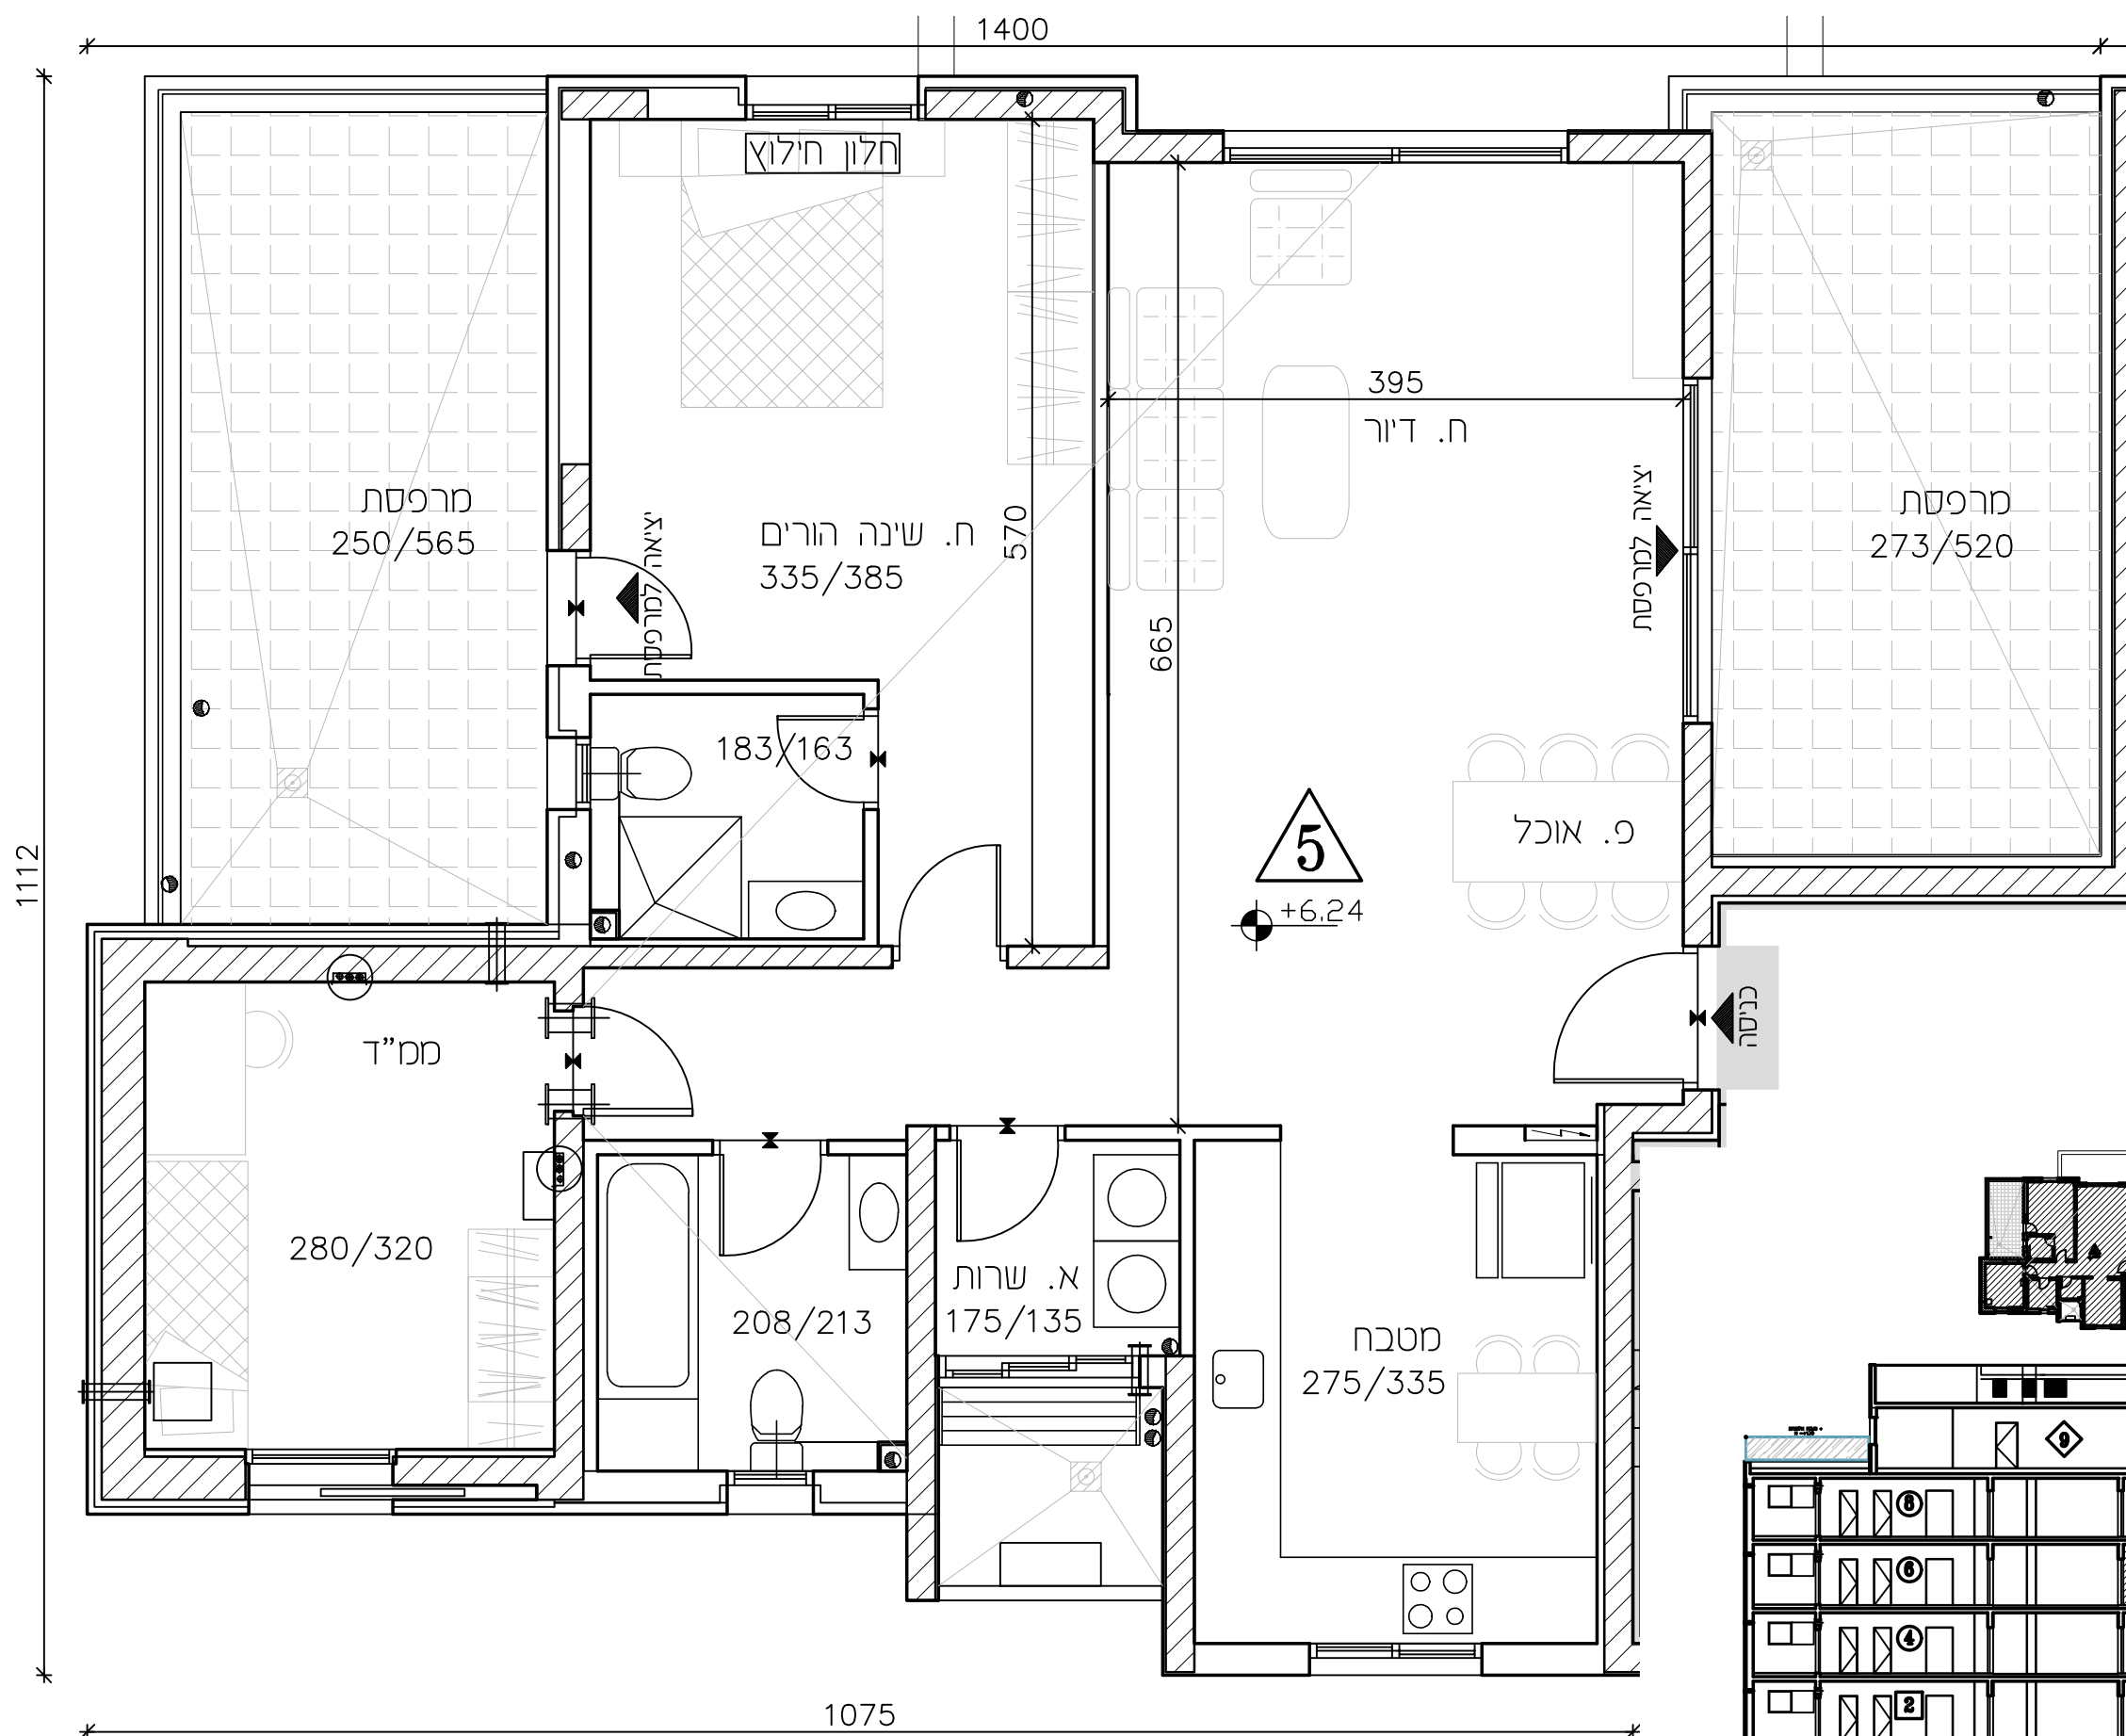 1400
חלון חילוץ
395
ח. דיור
מרפסת
250/565
יציאה למרפסת
ח. שינה הורים
335/385
570
יציאה למרפסת
מרפסת
273/520
665
183/163
פ. אוכל
5
+6.24
1112
כניסה
ממ"ד
280/320
א. שרות
175/135
208/213
מטבח
275/335
9
8
6
4
2
1075